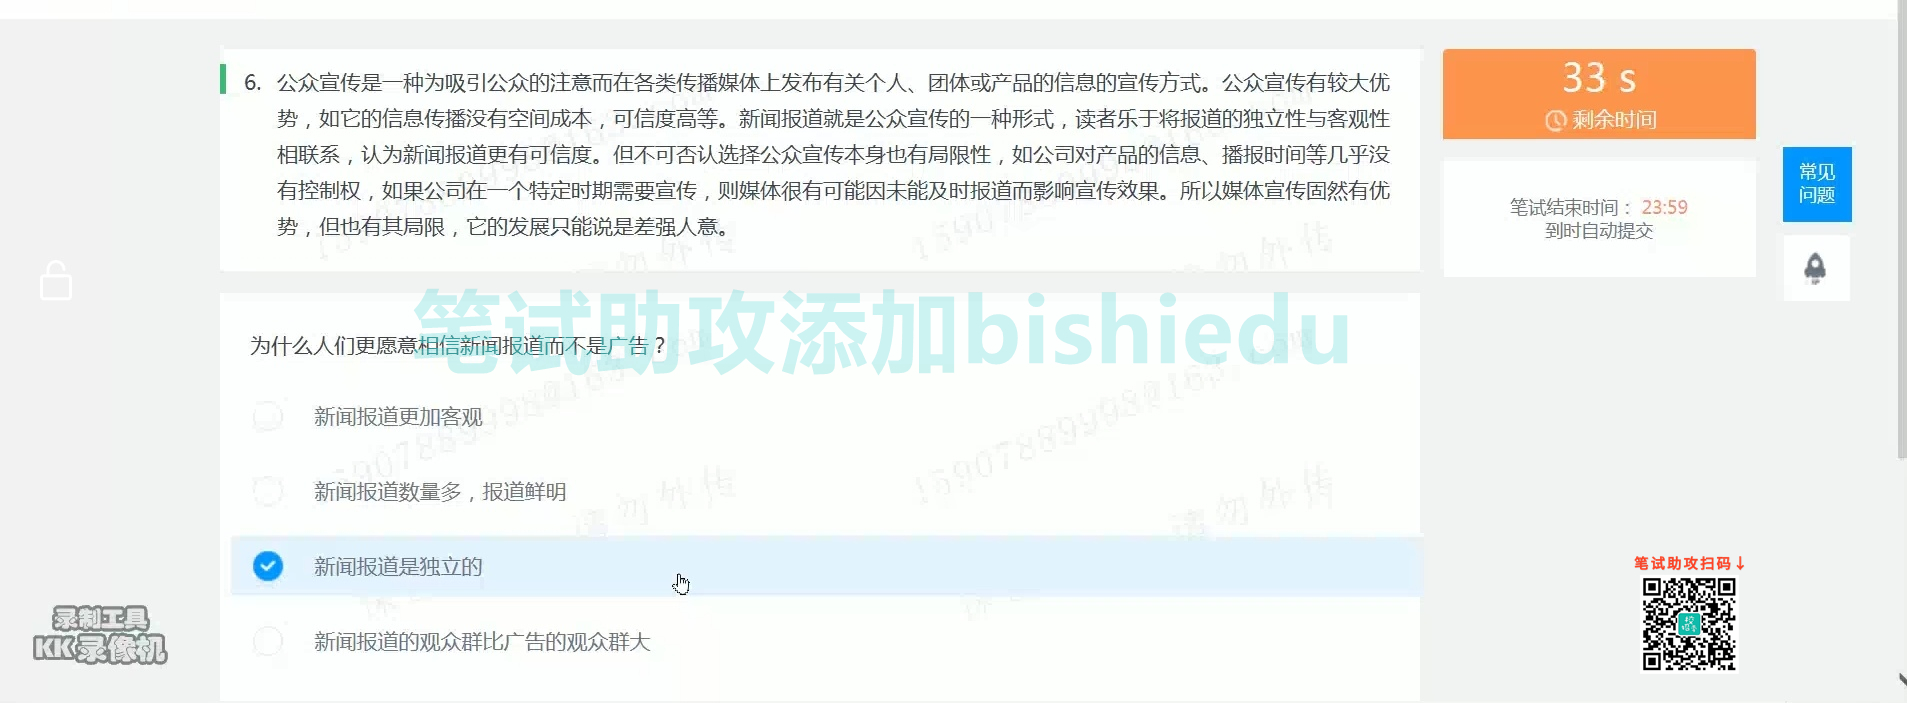 6. 公众宣传是一种为吸引公众的注意而在各类传播媒体上发布有关个人、团体或产品的信息的宣传方式。公众宣传有较大优
势，如它的信息传播没有空间成本，可信度高等。新闻报道就是公众宣传的一种形式，读者乐于将报道的独立性与客观性
相联系，认为新闻报道更有可信度。但不可否认选择公众宣传本身也有局限性，如公司对产品的信息、播报时间等几乎没
有控制权，如果公司在一个特定时期需要宣传，则媒体很有可能因未能及时报道而影响宣传效果。所以媒体宣传固然有优
势，但也有其局限，它的发展只能说是差强人意。
33 s
剩余时间
笔试结束时间： 23:59
到时自动提交
常见
问题
笔试助攻添加bishiedu
为什么人们更愿意相信新闻报道而不是广告？
新闻报道更加客观
新闻报道数量多，报道鲜明
新闻报道是独立的
新闻报道的观众群比广告的观众群大
笔试助攻扫码↓
录制工具
KK录像机
请勿外传